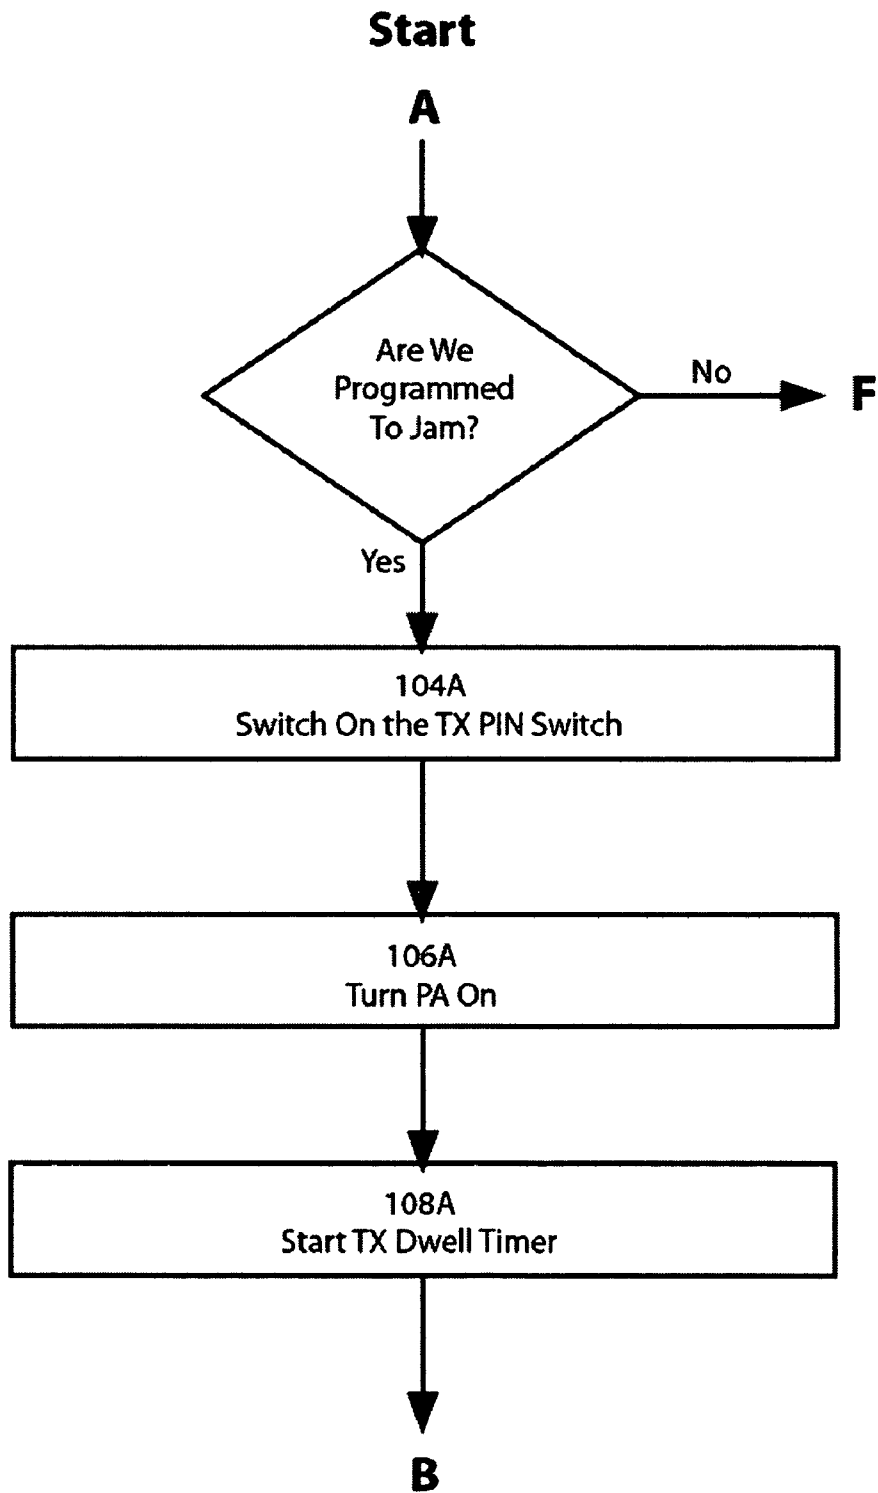 Start
A
Are We
Programmed
To Jam?
No
F
Yes
104A
Switch On the TX PIN Switch
106A
Turn PA On
108A
Start TX Dwell Timer
B